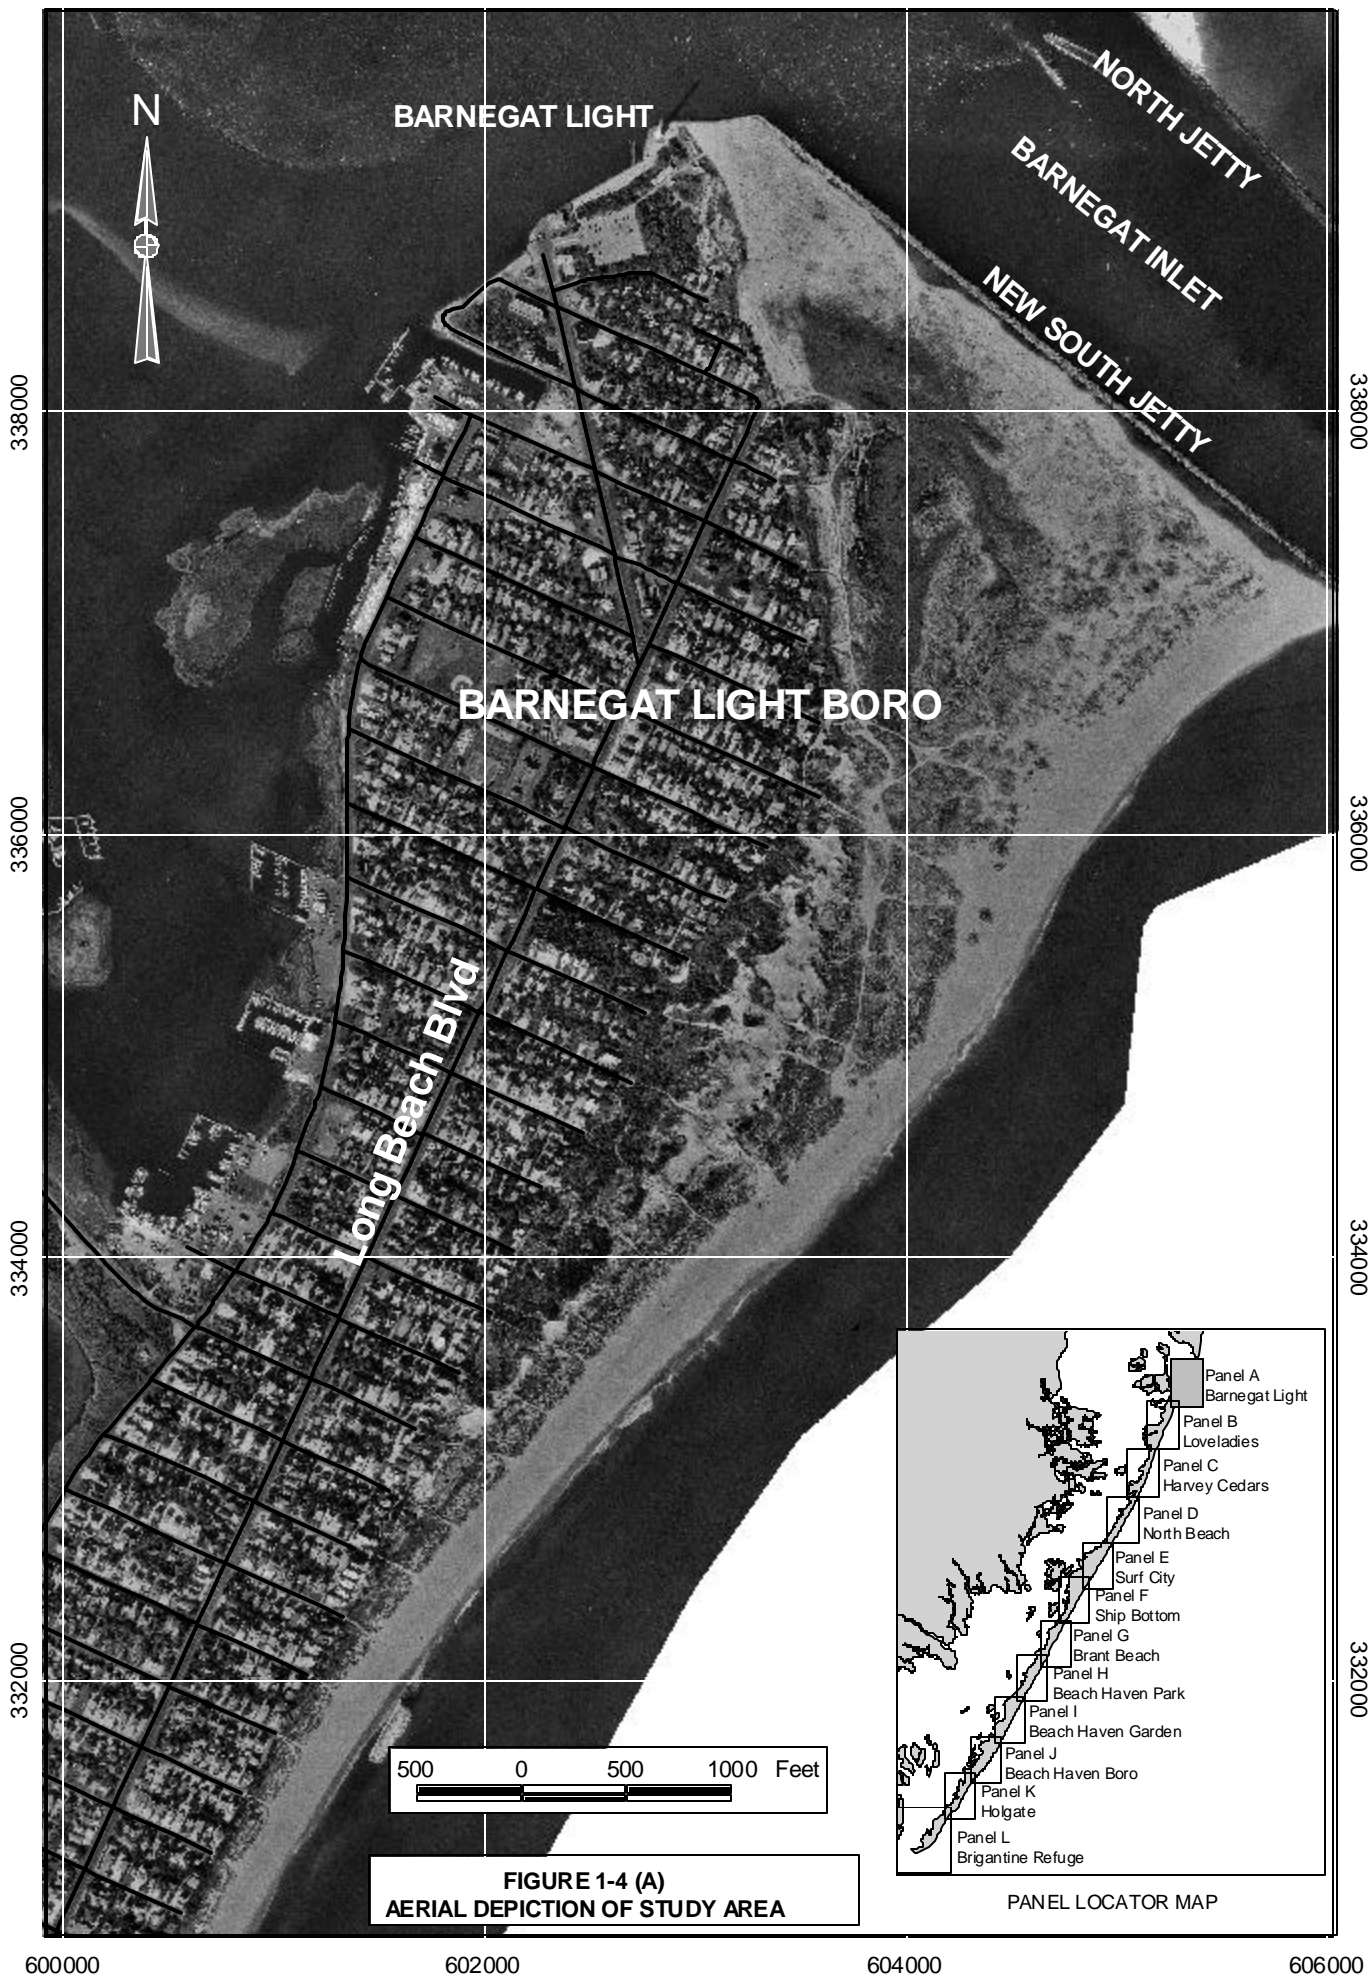 N
BARNEGAT LIGHT
NORTH JETTY
BARNEGAT INLET
NEW SOUTH JETTY
338000
338000
BARNEGAT LIGHT BORO
336000
336000
Long Beach Blvd
334000
334000
Panel A
Barnegat Light
Panel B
Loveladies
Panel C
Harvey Cedars
Panel D
North Beach
Panel E
Surf City
Panel F
Ship Bottom
Panel G
Brant Beach
Panel H
Beach Haven Park
Panel I
Beach Haven Garden
Panel J
Beach Haven Boro
Panel K
Holgate
Panel L
Brigantine Refuge
332000
332000
500 0 500 1000 Feet
FIGURE 1-4 (A)
AERIAL DEPICTION OF STUDY AREA
PANEL LOCATOR MAP
600000 602000 604000 606000